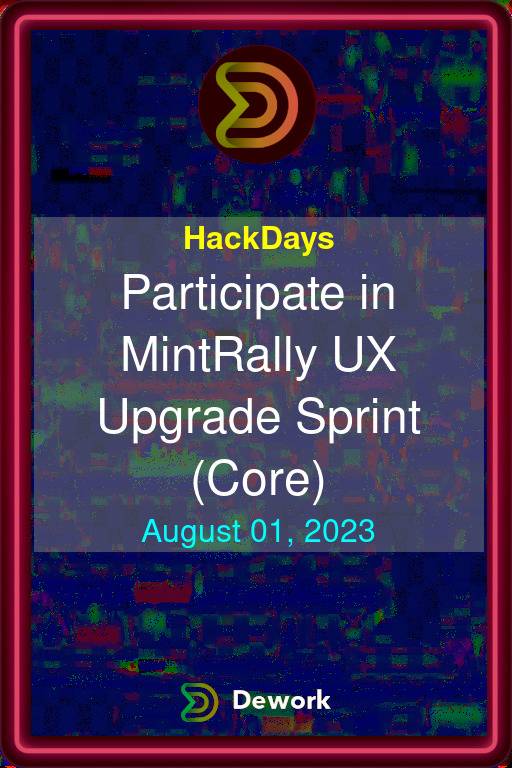 HackDays
Participate in
MintRally UX
Upgrade Sprint
(Core)
August 01, 2023
Dework